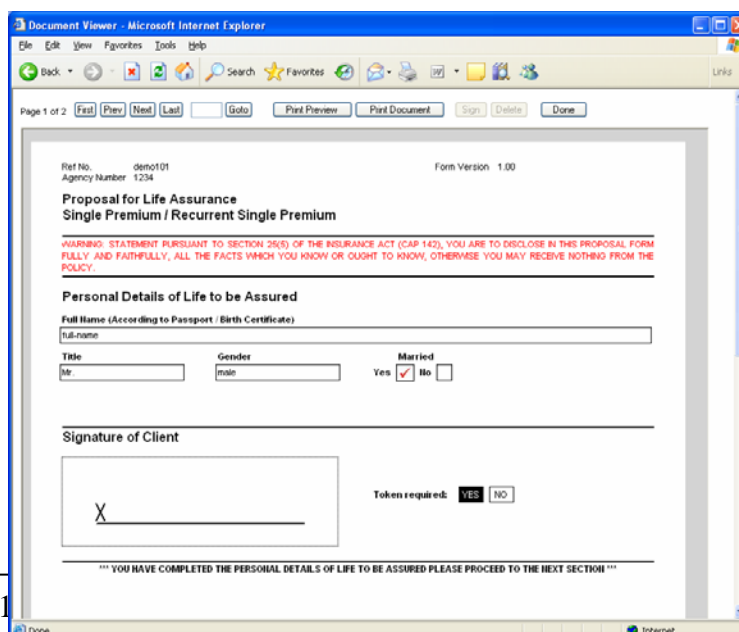 Document Viewer - Microsoft Internet Explorer
File Edit View Favorites Tools Help
Back Search Favorites Links
Page 1 of 2 First Prev Next Last Goto Print Preview Print Document Sign Delete Done
Ref No. demo101 Form Version 1.00
Agency Number 1234
Proposal for Life Assurance
Single Premium / Recurrent Single Premium
WARNING: STATEMENT PURSUANT TO SECTION 25(5) OF THE INSURANCE ACT (CAP 142), YOU ARE TO DISCLOSE IN THIS PROPOSAL FORM
FULLY AND FAITHFULLY, ALL THE FACTS WHICH YOU KNOW OR OUGHT TO KNOW, OTHERWISE YOU MAY RECEIVE NOTHING FROM THE
POLICY.
Personal Details of Life to be Assured
Full Name (According to Passport / Birth Certificate)
full-name
Title Gender Married
Mr. male Yes No
Signature of Client
Token required: YES NO
X
*** YOU HAVE COMPLETED THE PERSONAL DETAILS OF LIFE TO BE ASSURED PLEASE PROCEED TO THE NEXT SECTION ***
1
Done Internet